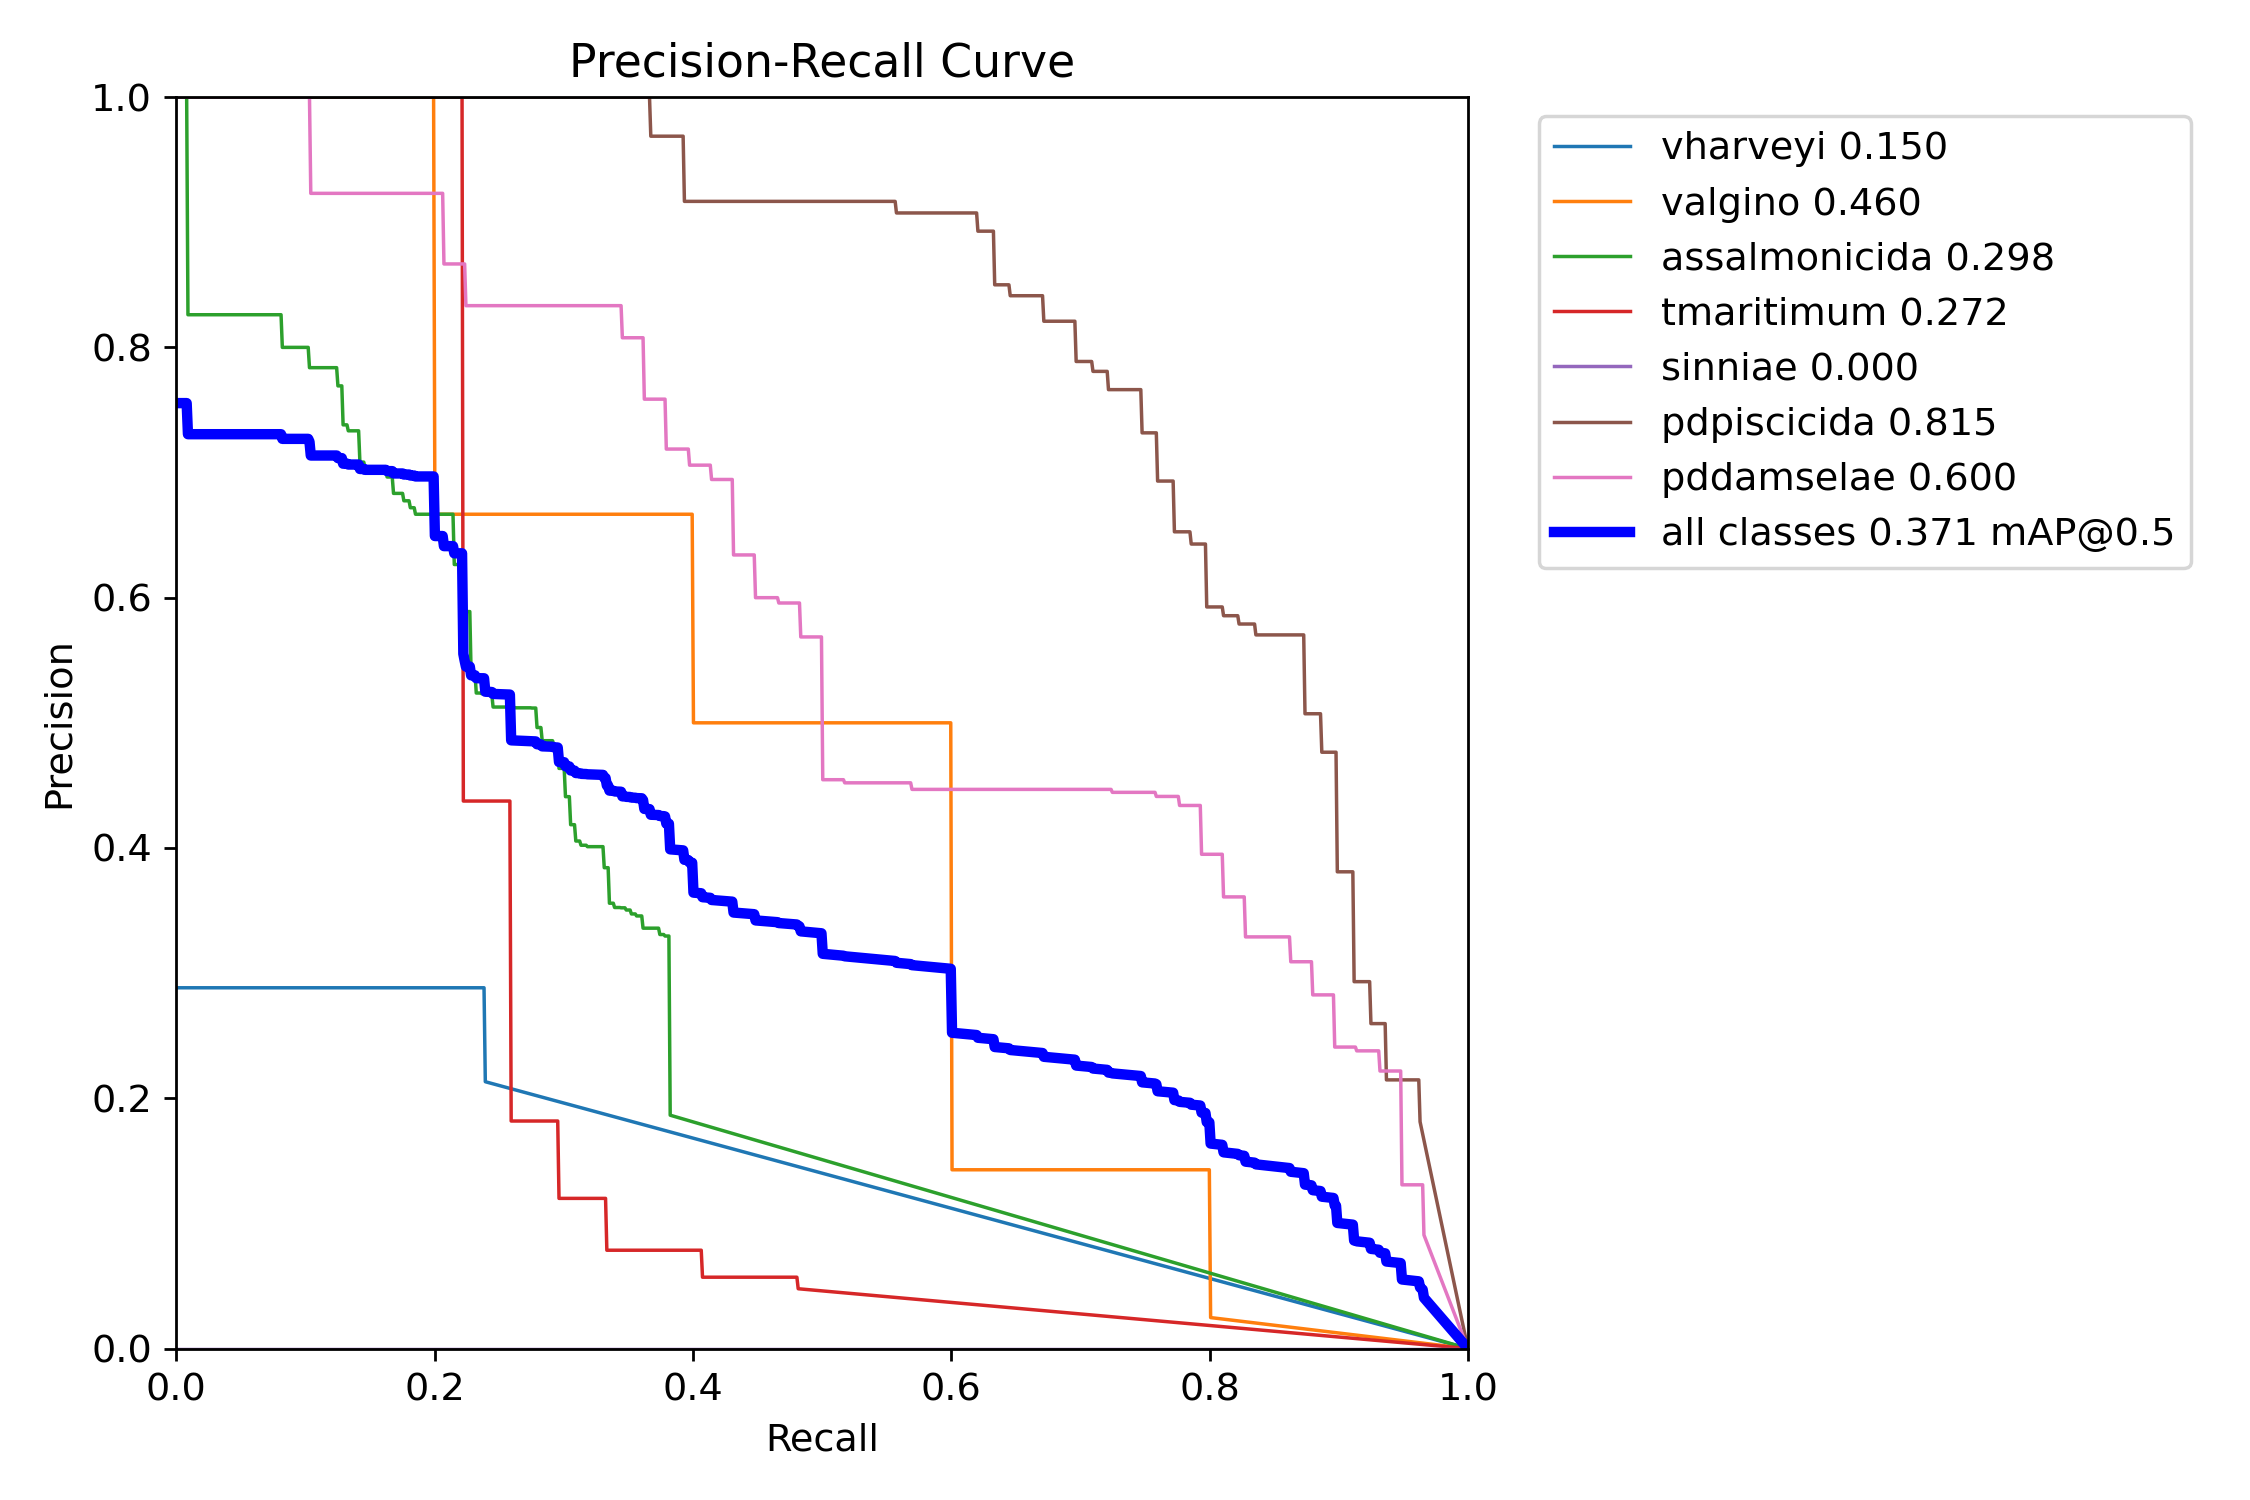 Precision-Recall Curve
1.0
0.8
0.6
0.4
0.2
0.0
Precision
0.0 0.2 0.4 0.6 0.8 1.0
Recall
vharveyi 0.150
valgino 0.460
assalmonicida 0.298
tmaritimum 0.272
sinniae 0.000
pdpiscicida 0.815
pddamselae 0.600
all classes 0.371 mAP@0.5